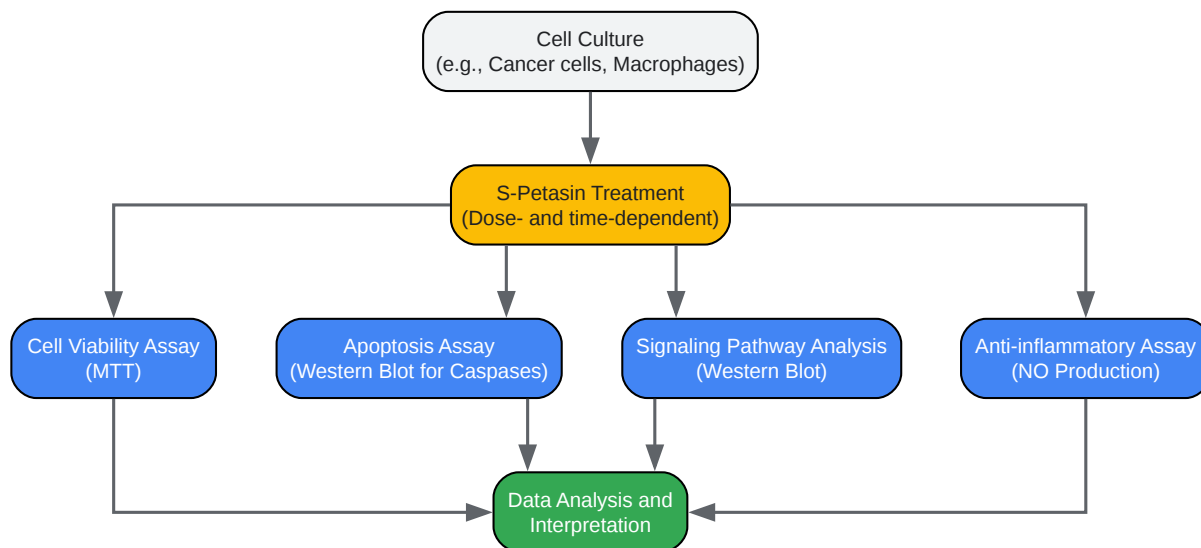 Cell Culture
(e.g., Cancer cells, Macrophages)
S-Petasin Treatment
(Dose- and time-dependent)
Cell Viability Assay
(MTT)
Apoptosis Assay
(Western Blot for Caspases)
Signaling Pathway Analysis
(Western Blot)
Anti-inflammatory Assay
(NO Production)
Data Analysis and
Interpretation